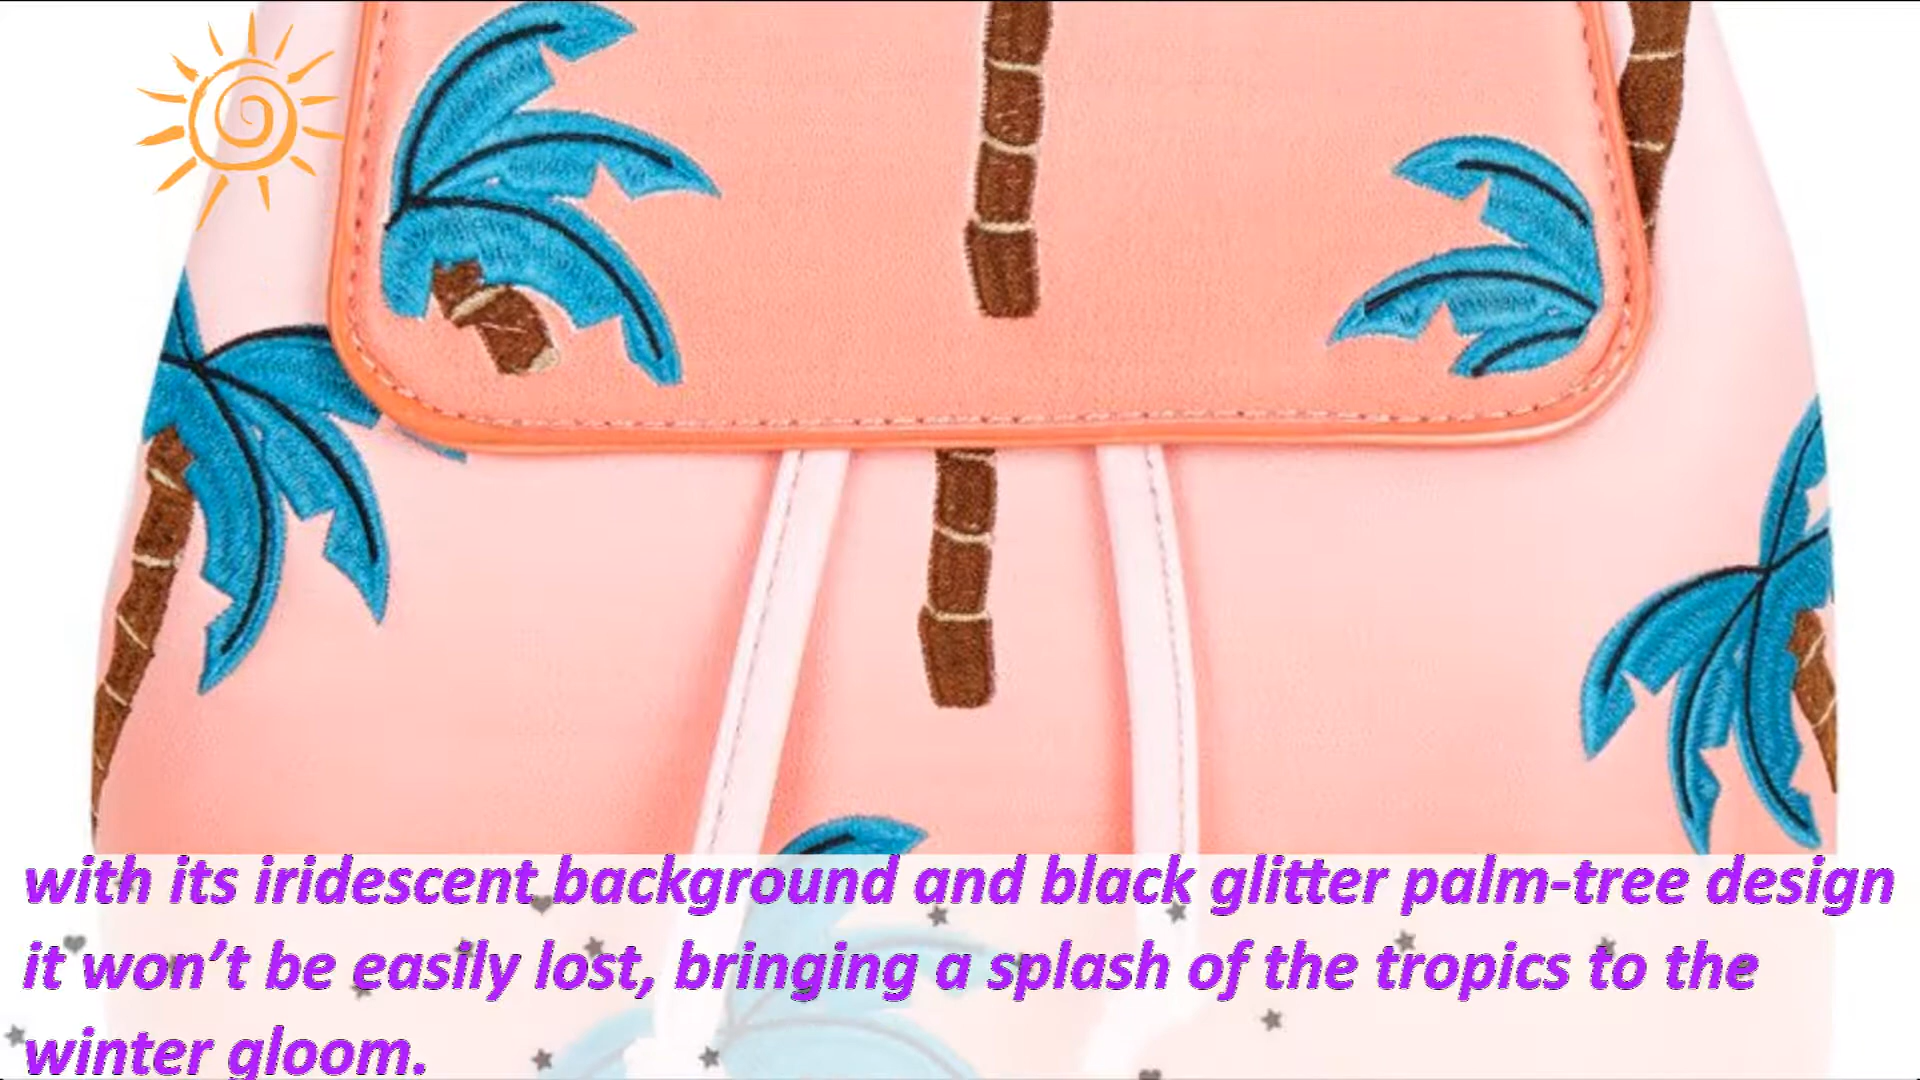 with its iridescent background and black glitter palm-tree design
it won’t be easily lost, bringing a splash of the tropics to the
winter gloom.